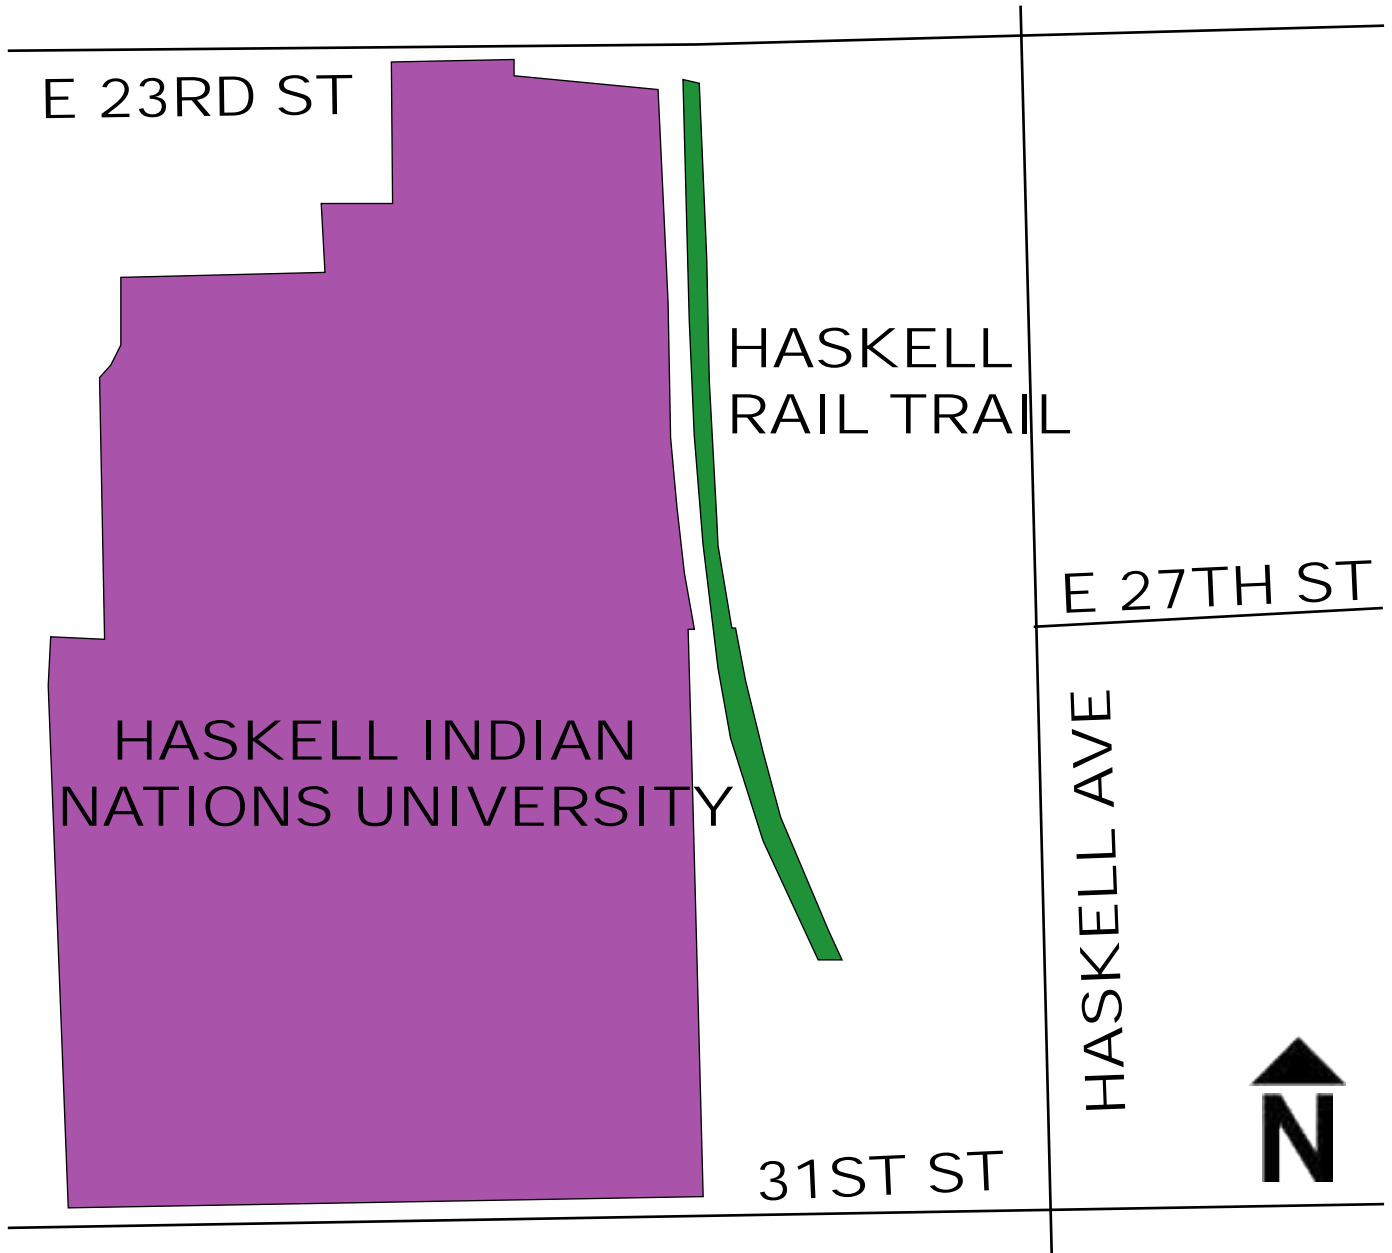 E 23RD ST
HASKELL
RAIL TRAIL
E 27TH ST
HASKELL INDIAN
NATIONS UNIVERSITY
HASKELL AVE
31ST ST
N